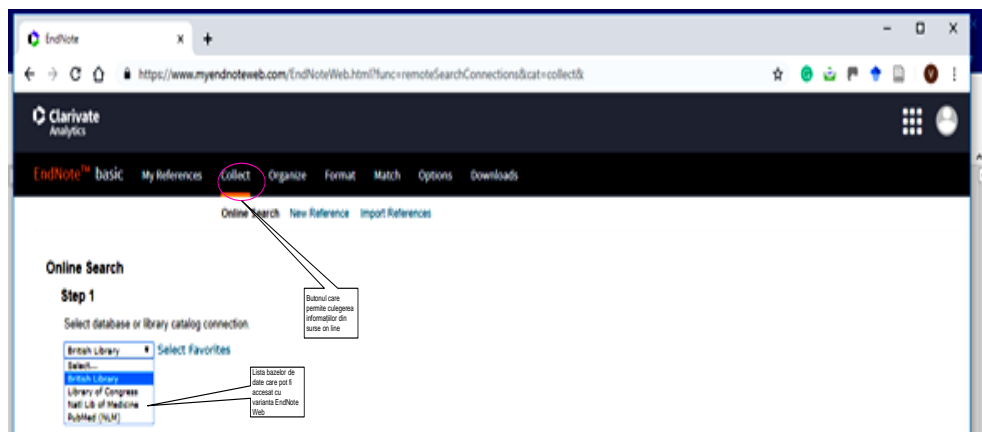 EndNote
https://www.myendnoteweb.com/EndNoteWeb.html?func=remoteSearchConnections&cat=collect&
V
Clarivate
Analytics
EndNote™ basic My References Collect Organize Format Match Options Downloads
Online Search New Reference Import References
Online Search
Step 1
Select database or library catalog connection.
British Library Select Favorites
Select...
British Library
Library of Congress
Natl Lib of Medicine
PubMed (NLM)
Butonul care
permite culegerea
informațiilor din
surse on line
Lista bazelor de
date care pot fi
accesat cu
varianta EndNote
Web